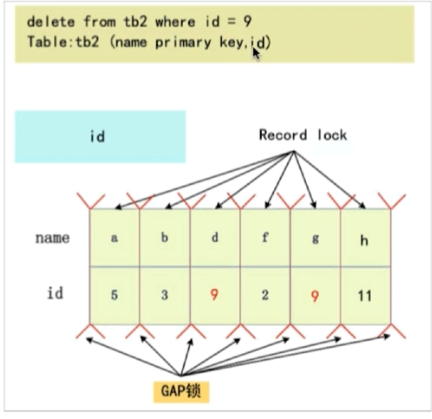 delete from tb2 where id = 9
Table:tb2 (name primary key,id)
id
Record lock
name a b d f g h
id 5 3 9 2 9 11
GAP锁